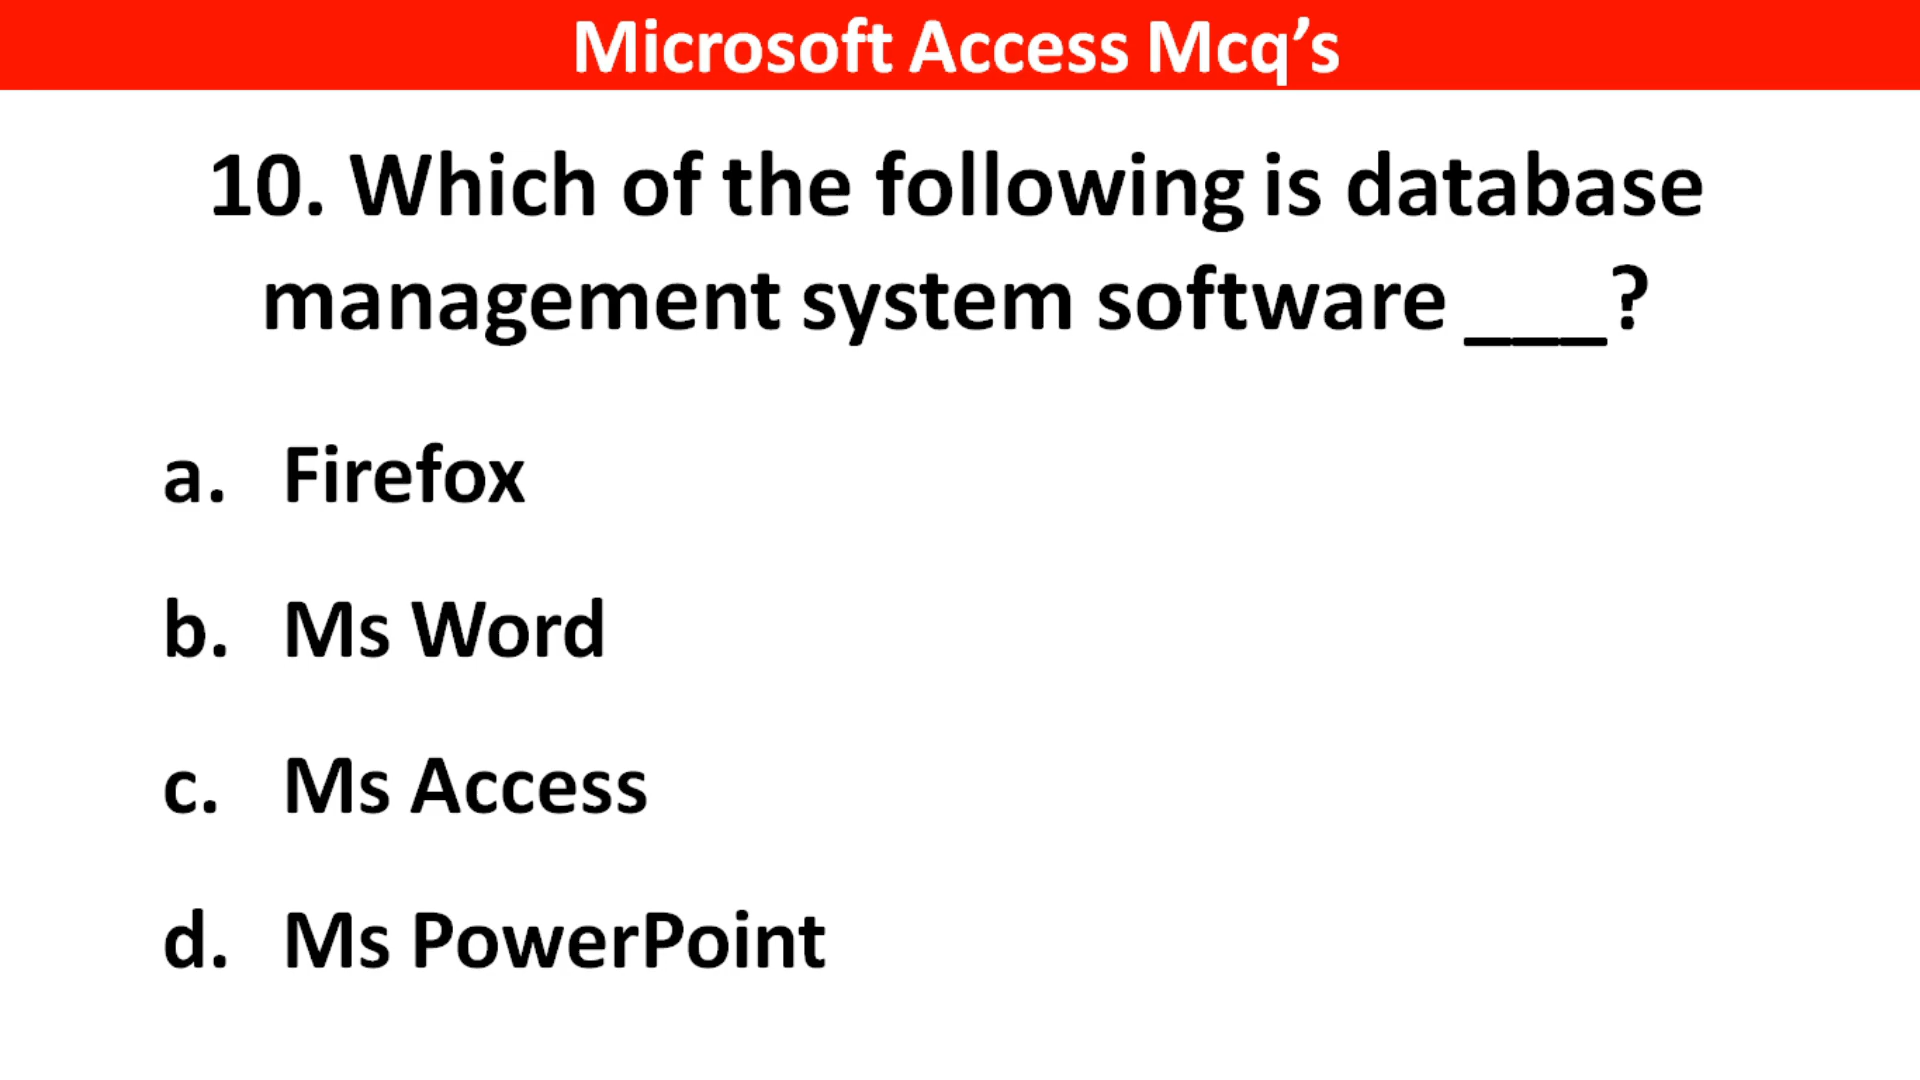 Microsoft Access Mcq’s
10. Which of the following is database
management system software ___?
a. Firefox
b. Ms Word
c. Ms Access
d. Ms PowerPoint